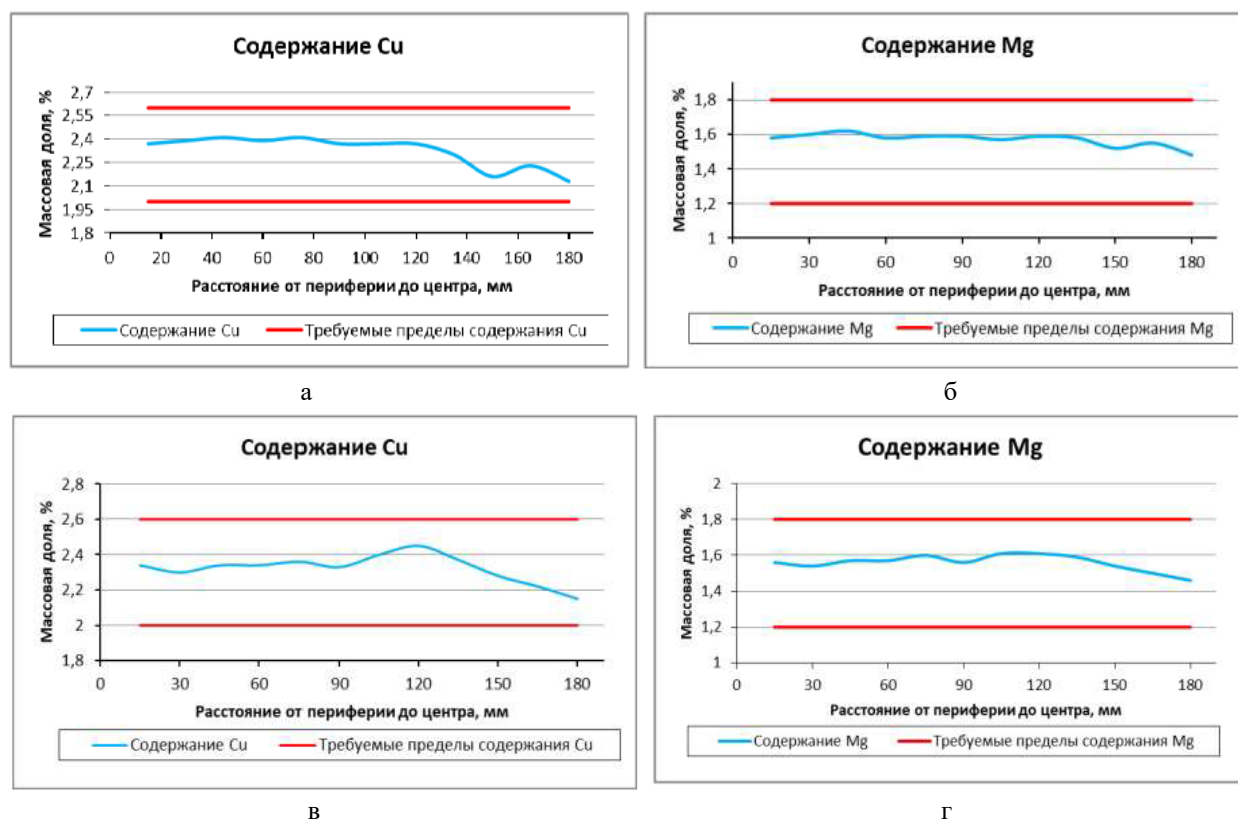 Содержание Cu
Массовая доля, %
2,7
2,55
2,4
2,25
2,1
1,95
1,8
0 20 40 60 80 100 120 140 160 180
Расстояние от периферии до центра, мм
Содержание Cu Требуемые пределы содержания Cu
а
Содержание Mg
Массовая доля, %
1,8
1,6
1,4
1,2
1
0 30 60 90 120 150 180
Расстояние от периферии до центра, мм
Содержание Mg Требуемые пределы содержания Mg
б
Содержание Cu
Массовая доля, %
2,8
2,6
2,4
2,2
2
1,8
0 30 60 90 120 150 180
Расстояние от периферии до центра, мм
Содержание Cu Требуемые пределы содержания Cu
в
Содержание Mg
Массовая доля, %
2
1,8
1,6
1,4
1,2
1
0 30 60 90 120 150 180
Расстояние от периферии до центра, мм
Содержание Mg Требуемые пределы содержания Mg
г